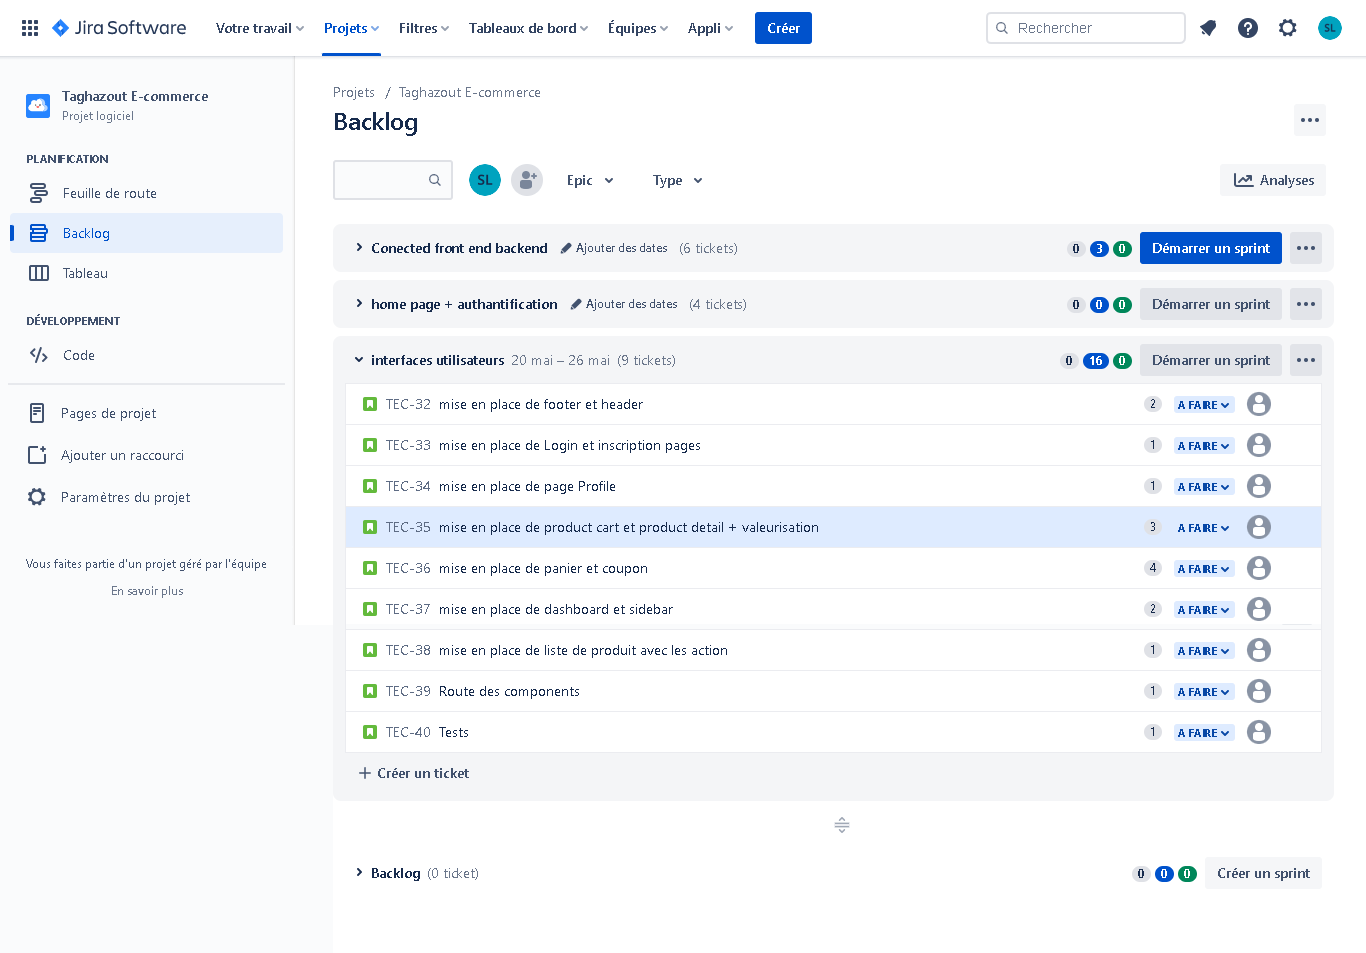 Jira Software Votre travail Projets Filtres Tableaux de bord Équipes Appli Créer Rechercher SL
Taghazout E-commerce
Projet logiciel
PLANIFICATION
Feuille de route
Backlog
Tableau
DÉVELOPPEMENT
Code
Pages de projet
Ajouter un raccourci
Paramètres du projet
Vous faites partie d'un projet géré par l'équipe
En savoir plus
Projets / Taghazout E-commerce
Backlog
SL Epic Type Analyses
Conected front end backend Ajouter des dates (6 tickets) 0 3 0 Démarrer un sprint
home page + authantification Ajouter des dates (4 tickets) 0 0 0 Démarrer un sprint
interfaces utilisateurs 20 mai – 26 mai (9 tickets) 0 16 0 Démarrer un sprint
TEC-32 mise en place de footer et header 2 A FAIRE
TEC-33 mise en place de Login et inscription pages 1 A FAIRE
TEC-34 mise en place de page Profile 1 A FAIRE
TEC-35 mise en place de product cart et product detail + valeurisation 3 A FAIRE
TEC-36 mise en place de panier et coupon 4 A FAIRE
TEC-37 mise en place de dashboard et sidebar 2 A FAIRE
TEC-38 mise en place de liste de produit avec les action 1 A FAIRE
TEC-39 Route des components 1 A FAIRE
TEC-40 Tests 1 A FAIRE
+ Créer un ticket
Backlog (0 ticket) 0 0 0 Créer un sprint